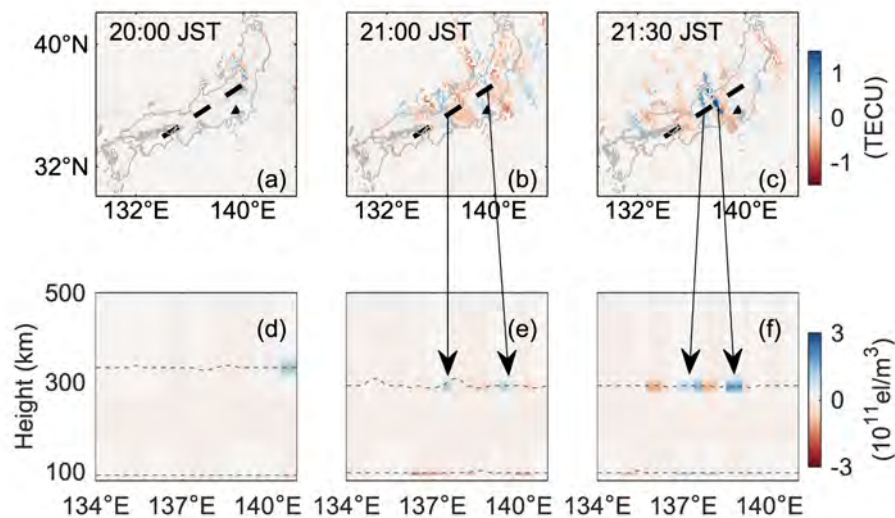 20:00 JST
21:00 JST
21:30 JST
40°N
32°N
(a)
(b)
(c)
132°E
140°E
132°E
140°E
132°E
140°E
1
0
-1
(TECU)
500
300
100
Height (km)
(d)
(e)
(f)
134°E
137°E
140°E
134°E
137°E
140°E
134°E
137°E
140°E
3
0
-3
(10¹¹el/m³)